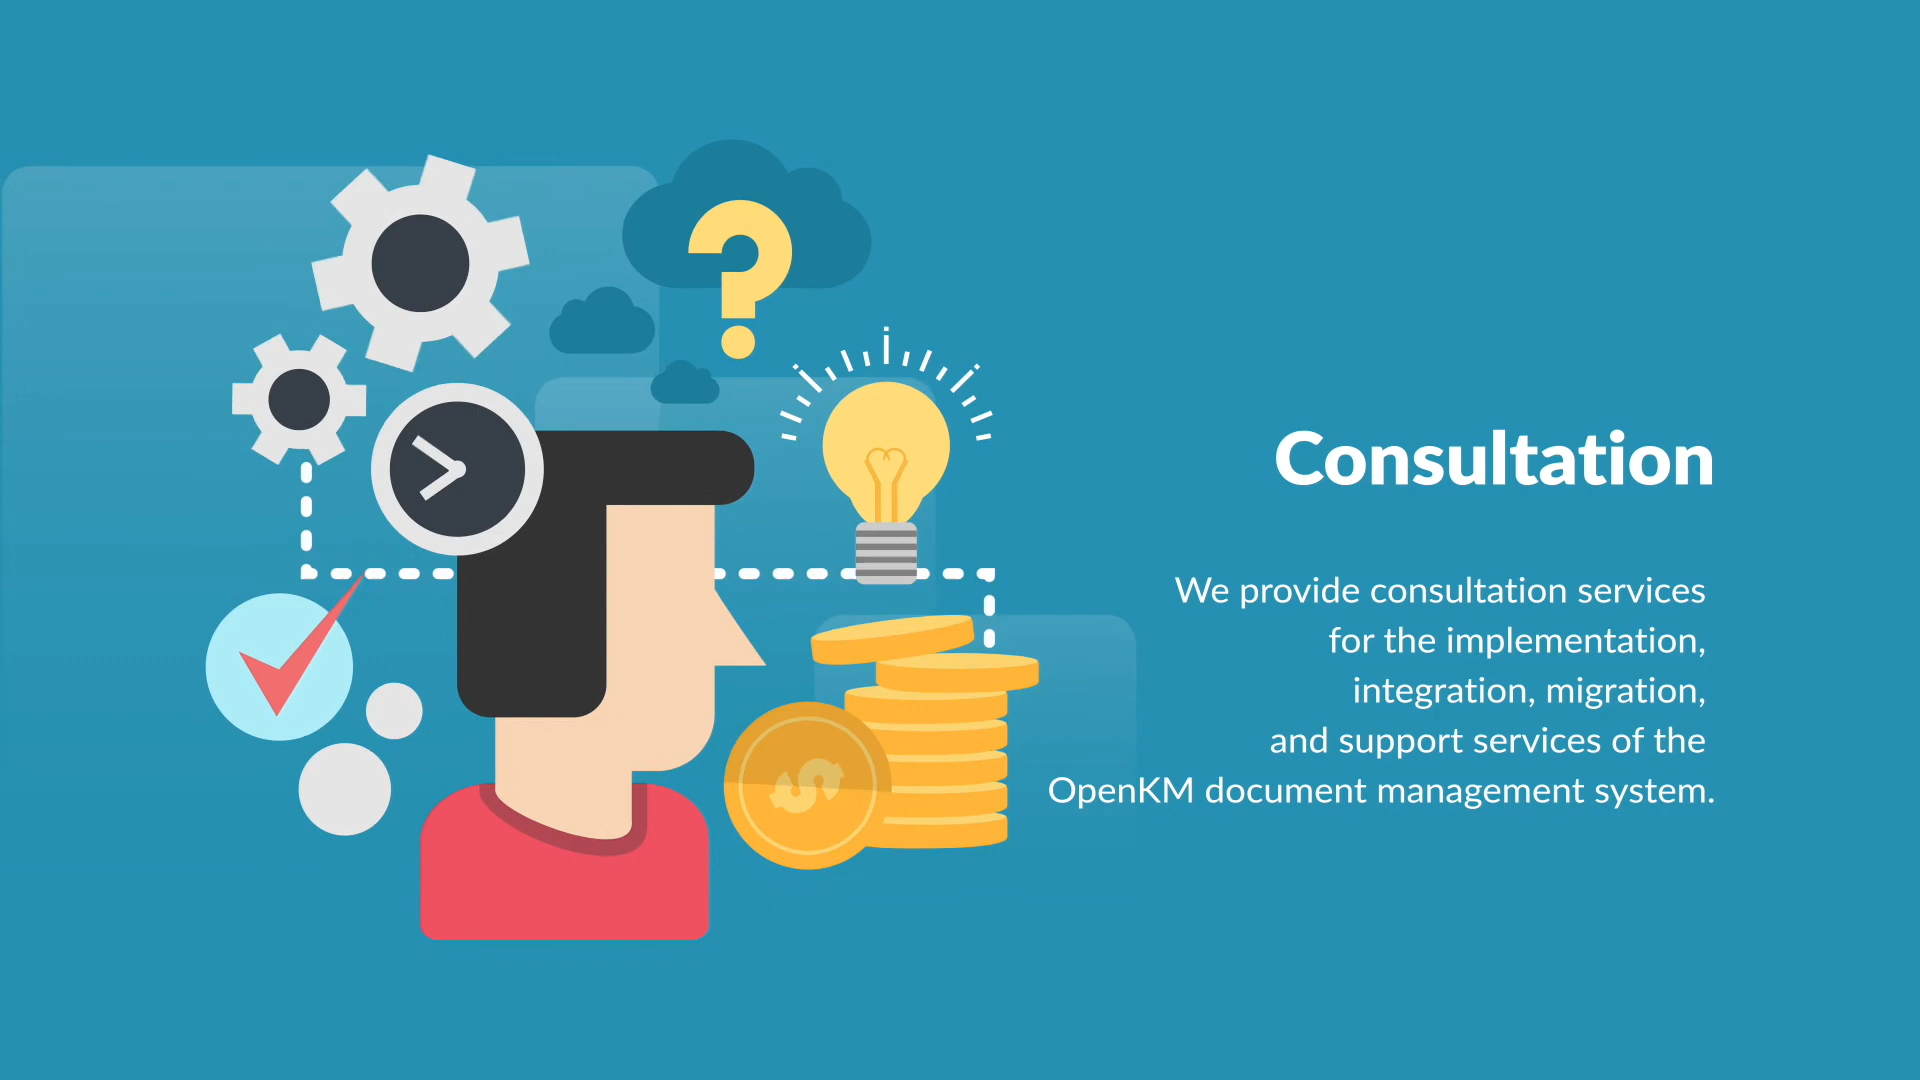 Consultation
We provide consultation services
for the implementation,
integration, migration,
and support services of the
OpenKM document management system.